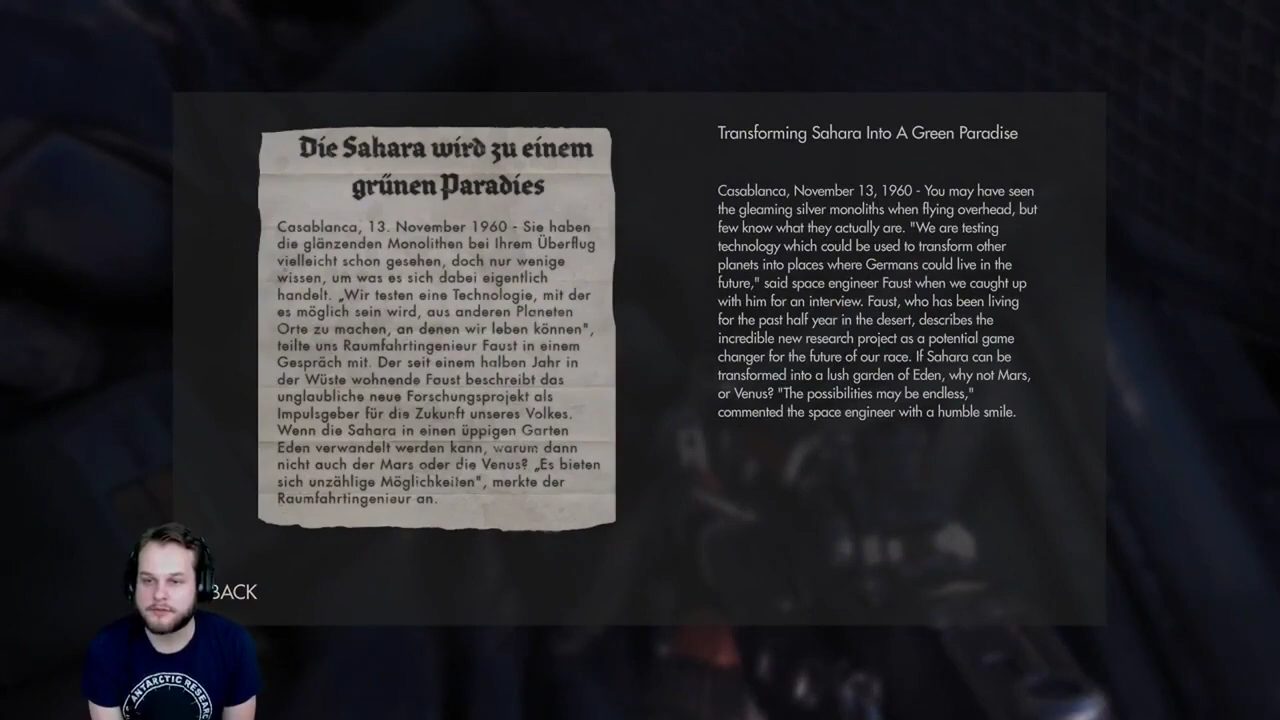 Die Sahara wird zu einem
grünen Paradies
Casablanca, 13. November 1960 - Sie haben
die glänzenden Monolithen bei Ihrem Überflug
vielleicht schon gesehen, doch nur wenige
wissen, um was es sich dabei eigentlich
handelt. „Wir testen eine Technologie, mit der
es möglich sein wird, aus anderen Planeten
Orte zu machen, an denen wir leben können",
teilte uns Raumfahrtingenieur Faust in einem
Gespräch mit. Der seit einem halben Jahr in
der Wüste wohnende Faust beschreibt das
unglaubliche neue Forschungsprojekt als
Impulsgeber für die Zukunft unseres Volkes.
Wenn die Sahara in einen üppigen Garten
Eden verwandelt werden kann, warum dann
nicht auch der Mars oder die Venus? „Es bieten
sich unzählige Möglichkeiten", merkte der
Raumfahrtingenieur an.
Transforming Sahara Into A Green Paradise
Casablanca, November 13, 1960 - You may have seen
the gleaming silver monoliths when flying overhead, but
few know what they actually are. "We are testing
technology which could be used to transform other
planets into places where Germans could live in the
future," said space engineer Faust when we caught up
with him for an interview. Faust, who has been living
for the past half year in the desert, describes the
incredible new research project as a potential game
changer for the future of our race. If Sahara can be
transformed into a lush garden of Eden, why not Mars,
or Venus? "The possibilities may be endless,"
commented the space engineer with a humble smile.
BACK
ANTARCTIC RESEAR